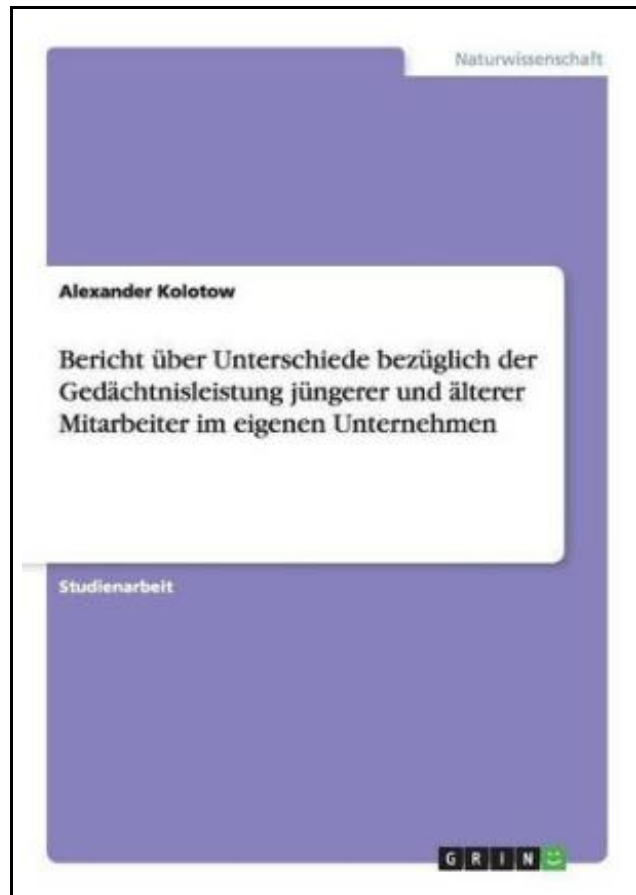 Naturwissenschaft
Alexander Kolotow
Bericht über Unterschiede bezüglich der
Gedächtnisleistung jüngerer und älterer
Mitarbeiter im eigenen Unternehmen
Studienarbeit
GRIN